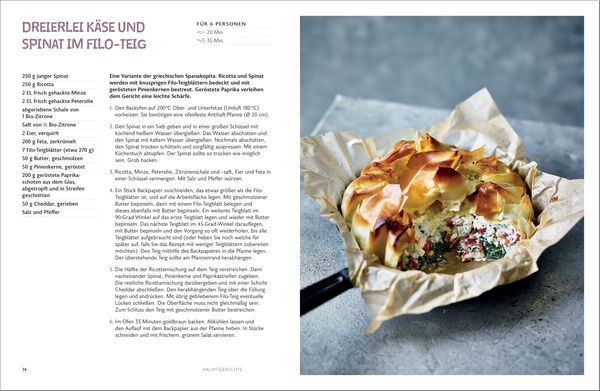 DREIERLEI KÄSE UND
SPINAT IM FILO-TEIG
FÜR 6 PERSONEN
20 Min.
35 Min.
250 g junger Spinat
250 g Ricotta
2 EL frisch gehackte Minze
2 EL frisch gehackte Petersilie
abgeriebene Schale von
1 Bio-Zitrone
Saft von ½ Bio-Zitrone
2 Eier, verquirlt
200 g Feta, zerkrümelt
7 Filo-Teigblätter (etwa 270 g)
50 g Butter, geschmolzen
50 g Pinienkerne, geröstet
200 g geröstete Paprika-
schoten aus dem Glas,
abgetropft und in Streifen
geschnitten
50 g Cheddar, gerieben
Salz und Pfeffer
Eine Variante der griechischen Spanakopita. Ricotta und Spinat
werden mit knusprigen Filo-Teigblättern bedeckt und mit
gerösteten Pinienkernen bestreut. Geröstete Paprika verleihen
dem Gericht eine leichte Schärfe.
1. Den Backofen auf 200°C Ober- und Unterhitze (Umluft 180°C)
vorheizen. Sie benötigen eine ofenfeste Antihaft-Pfanne (Ø 20 cm).
2. Den Spinat in ein Sieb geben und in einer großen Schüssel mit
kochend heißem Wasser übergießen. Das Wasser abschütten und
den Spinat mit kaltem Wasser übergießen. Nochmals abschütten,
den Spinat trocken schütteln und sorgfältig auspressen. Mit einem
Küchentuch abtupfen. Der Spinat sollte so trocken wie möglich
sein. Grob hacken.
3. Ricotta, Minze, Petersilie, Zitronenschale und -saft, Eier und Feta in
einer Schüssel vermengen. Mit Salz und Pfeffer würzen.
4. Ein Stück Backpapier zuschneiden, das etwas größer als die Filo-
Teigblätter ist, und auf die Arbeitsfläche legen. Mit geschmolzener
Butter bepinseln, dann mit einem Filo-Teigblatt belegen und
dieses ebenfalls mit Butter bepinseln. Ein weiteres Teigblatt im
90-Grad-Winkel auf das erste Teigblatt legen und wieder mit Butter
bepinseln. Das nächste Teigblatt im 45-Grad-Winkel darauflegen,
mit Butter bepinseln und den Vorgang so oft wiederholen, bis alle
Teigblätter aufgebraucht sind (oder heben Sie noch welche für
später auf, falls Sie das Rezept mit weniger Teigblättern zubereiten
möchten). Den Teig mithilfe des Backpapiers in die Pfanne legen.
Der überstehende Teig sollte am Pfannenrand herabhängen.
5. Die Hälfte der Ricottamischung auf dem Teig verstreichen. Dann
nacheinander Spinat, Pinienkerne und Paprikastreifen zugeben.
Die restliche Ricottamischung darübergeben und mit einer Schicht
Cheddar abschließen. Den herabhängenden Teig über die Füllung
legen und andrücken. Mit übrig gebliebenem Filo-Teig eventuelle
Lücken schließen. Die Oberfläche muss nicht gleichmäßig sein.
Zum Schluss den Teig mit geschmolzener Butter bestreichen.
6. Im Ofen 35 Minuten goldbraun backen. Abkühlen lassen und
den Auflauf mit dem Backpapier aus der Pfanne heben. In Stücke
schneiden und mit frischem, grünem Salat servieren.
74
HAUPTGERICHTE